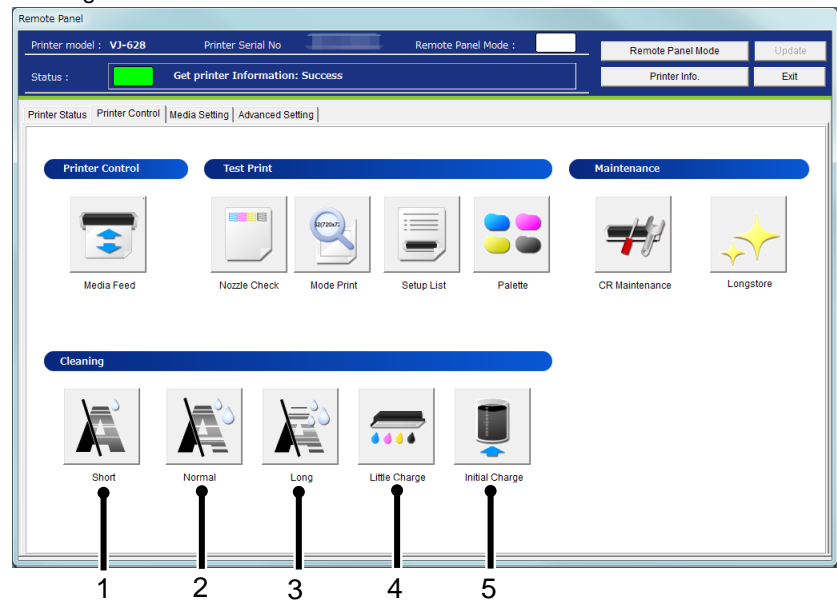 Remote Panel
Printer model : VJ-628 Printer Serial No Remote Panel Mode :
Remote Panel Mode Update
Status : Get printer Information: Success
Printer Info. Exit
Printer Status Printer Control Media Setting Advanced Setting
Printer Control Test Print Maintenance
Media Feed Nozzle Check Mode Print Setup List Palette CR Maintenance Longstore
Cleaning
Short Normal Long Little Charge Initial Charge
1 2 3 4 5